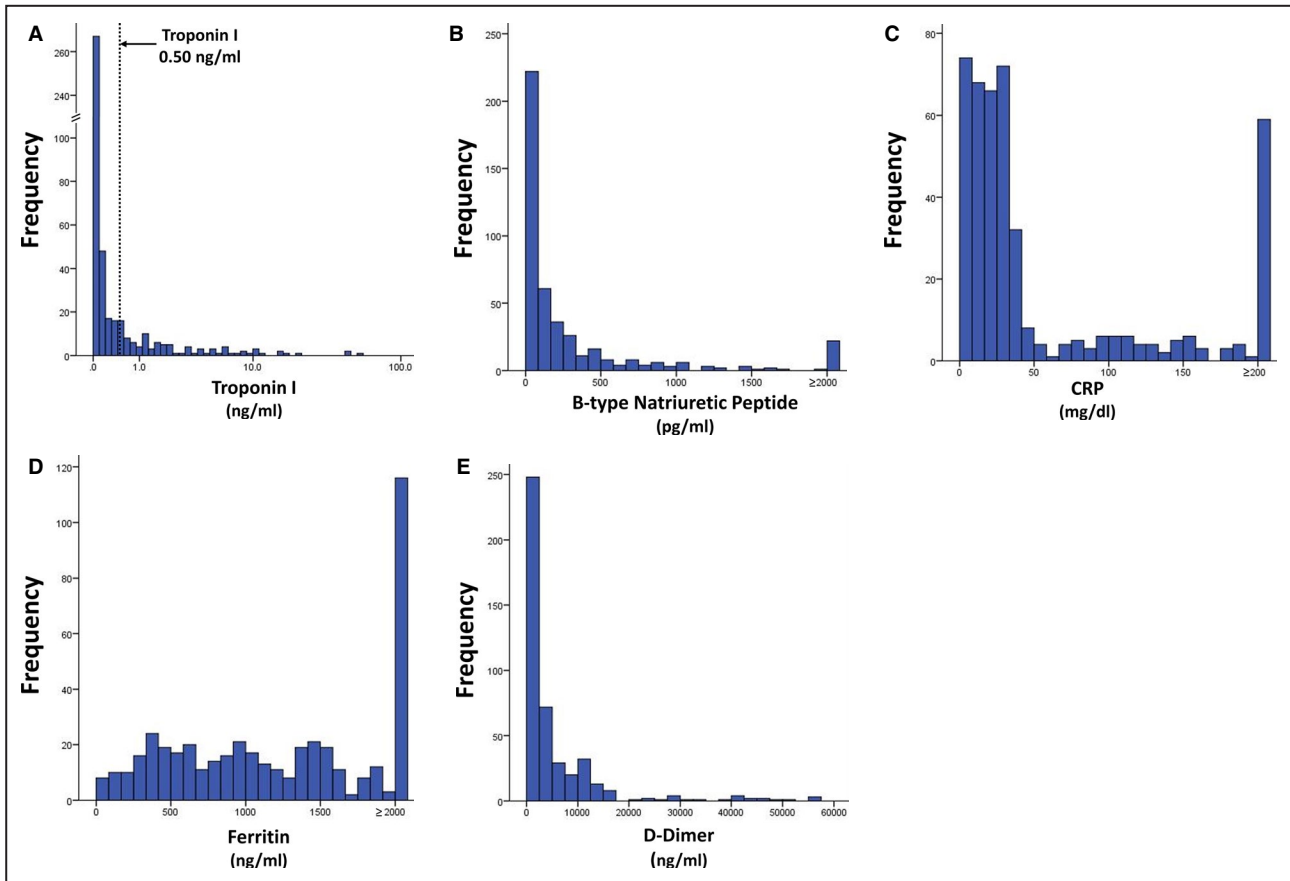 A
Troponin I
0.50 ng/ml
260
240
100
80
60
40
20
0
Frequency
.0 1.0 10.0 100.0
Troponin I
(ng/ml)
B
250
200
150
100
50
0
Frequency
0 500 1000 1500 ≥2000
B-type Natriuretic Peptide
(pg/ml)
C
80
60
40
20
0
Frequency
0 50 100 150 ≥200
CRP
(mg/dl)
D
120
100
80
60
40
20
0
Frequency
0 500 1000 1500 ≥2000
Ferritin
(ng/ml)
E
250
200
150
100
50
0
Frequency
0 10000 20000 30000 40000 50000 60000
D-Dimer
(ng/ml)